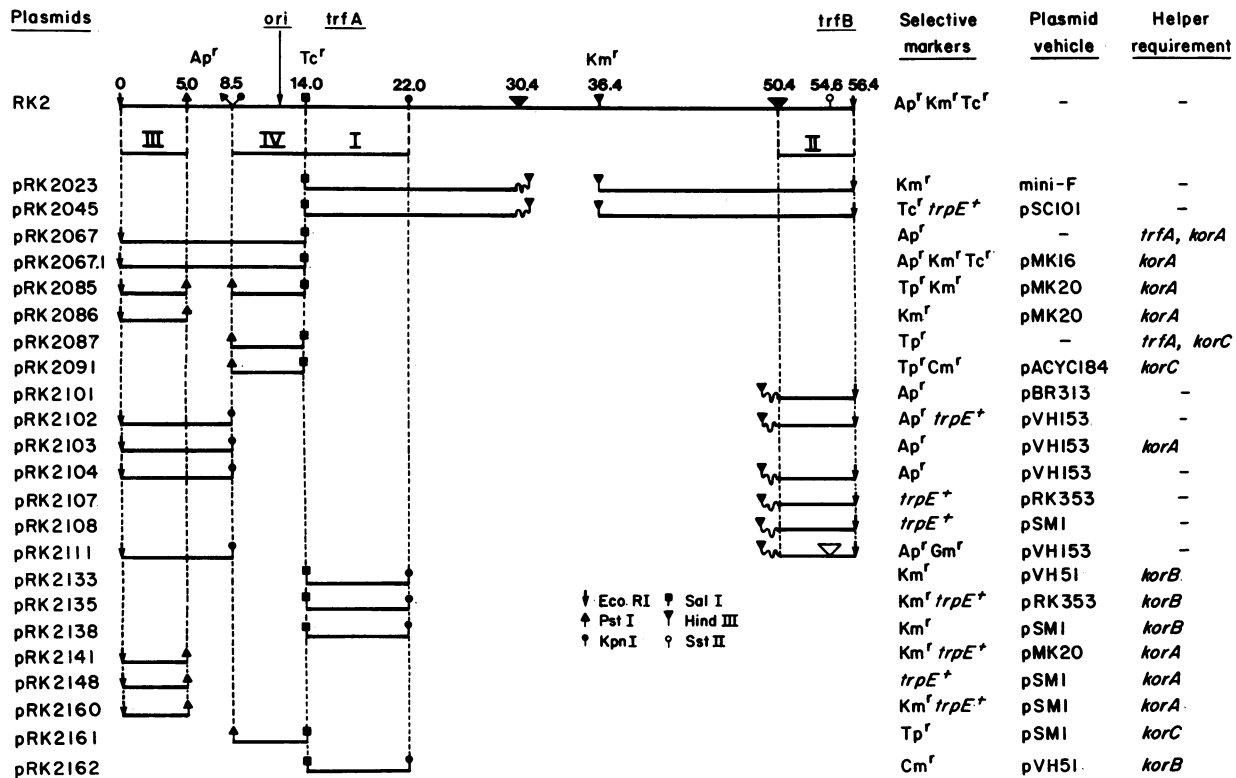 Plasmids ori trfA trfB Selective markers Plasmid vehicle Helper requirement
Apʳ Tcʳ Kmʳ
0 5.0 8.5 14.0 22.0 30.4 36.4 50.4 54.6 56.4
RK2 Apʳ Kmʳ Tcʳ – –
III IV I II
pRK2023 Kmʳ mini-F –
pRK2045 Tcʳ trpE⁺ pSC101 –
pRK2067 Apʳ – trfA, korA
pRK2067.1 Apʳ Kmʳ Tcʳ pMK16 korA
pRK2085 Tpʳ Kmʳ pMK20 korA
pRK2086 Kmʳ pMK20 korA
pRK2087 Tpʳ – trfA, korC
pRK2091 Tpʳ Cmʳ pACYC184 korC
pRK2101 Apʳ pBR313 –
pRK2102 Apʳ trpE⁺ pVH153 –
pRK2103 Apʳ pVH153 korA
pRK2104 Apʳ pVH153 –
pRK2107 trpE⁺ pRK353 –
pRK2108 trpE⁺ pSM1 –
pRK2111 Apʳ Gmʳ pVH153 –
pRK2133 Kmʳ pVH51 korB
pRK2135 Kmʳ trpE⁺ pRK353 korB
pRK2138 Kmʳ pSM1 korB
pRK2141 Kmʳ trpE⁺ pMK20 korA
pRK2148 trpE⁺ pSM1 korA
pRK2160 Kmʳ trpE⁺ pSM1 korA
pRK2161 Tpʳ pSM1 korC
pRK2162 Cmʳ pVH51 korB
Eco RI Sal I
Pst I Hind III
Kpn I Sst II